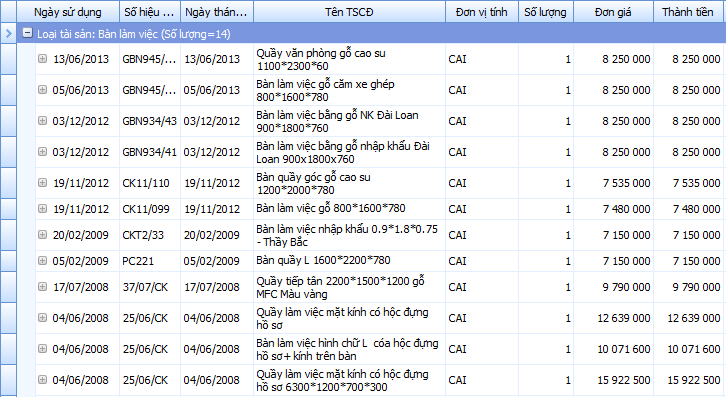 Ngày sử dụng Số hiệu ... Ngày thán... Tên TSCĐ Đơn vị tính Số lượng Đơn giá Thành tiền
Loại tài sản: Bàn làm việc (Số lượng=14)
13/06/2013 GBN945/... 13/06/2013 Quầy văn phòng gỗ cao su CAI 1 8 250 000 8 250 000
1100*2300*60
05/06/2013 GBN945/... 05/06/2013 Bàn làm việc gỗ căm xe ghép CAI 1 8 250 000 8 250 000
800*1600*780
03/12/2012 GBN934/43 03/12/2012 Bàn làm việc bằng gỗ NK Đài Loan CAI 1 8 250 000 8 250 000
900*1800*760
03/12/2012 GBN934/41 03/12/2012 Bàn làm việc bằng gỗ nhập khẩu Đài CAI 1 8 250 000 8 250 000
Loan 900x1800x760
19/11/2012 CK11/110 19/11/2012 Bàn quầy góc gỗ cao su CAI 1 7 535 000 7 535 000
1200*2000*780
19/11/2012 CK11/099 19/11/2012 Bàn làm việc gỗ 800*1600*780 CAI 1 7 480 000 7 480 000
20/02/2009 CKT2/33 20/02/2009 Bàn làm việc nhập khẩu 0.9*1.8*0.75 CAI 1 7 150 000 7 150 000
- Thầy Bắc
05/02/2009 PC221 05/02/2009 Bàn quầy L 1600*2200*780 CAI 1 7 150 000 7 150 000
17/07/2008 37/07/CK 17/07/2008 Quầy tiếp tân 2200*1500*1200 gỗ CAI 1 9 790 000 9 790 000
MFC Màu vàng
04/06/2008 25/06/CK 04/06/2008 Quầy làm việc mặt kính có hộc đựng CAI 1 12 639 000 12 639 000
hồ sơ
04/06/2008 25/06/CK 04/06/2008 Bàn làm việc hình chữ L cóa hộc đựng CAI 1 10 071 600 10 071 600
hồ sơ+ kính trên bàn
04/06/2008 25/06/CK 04/06/2008 Quầy làm việc mặt kính có hộc đựng CAI 1 15 922 500 15 922 500
hồ sơ 6300*1200*700*300